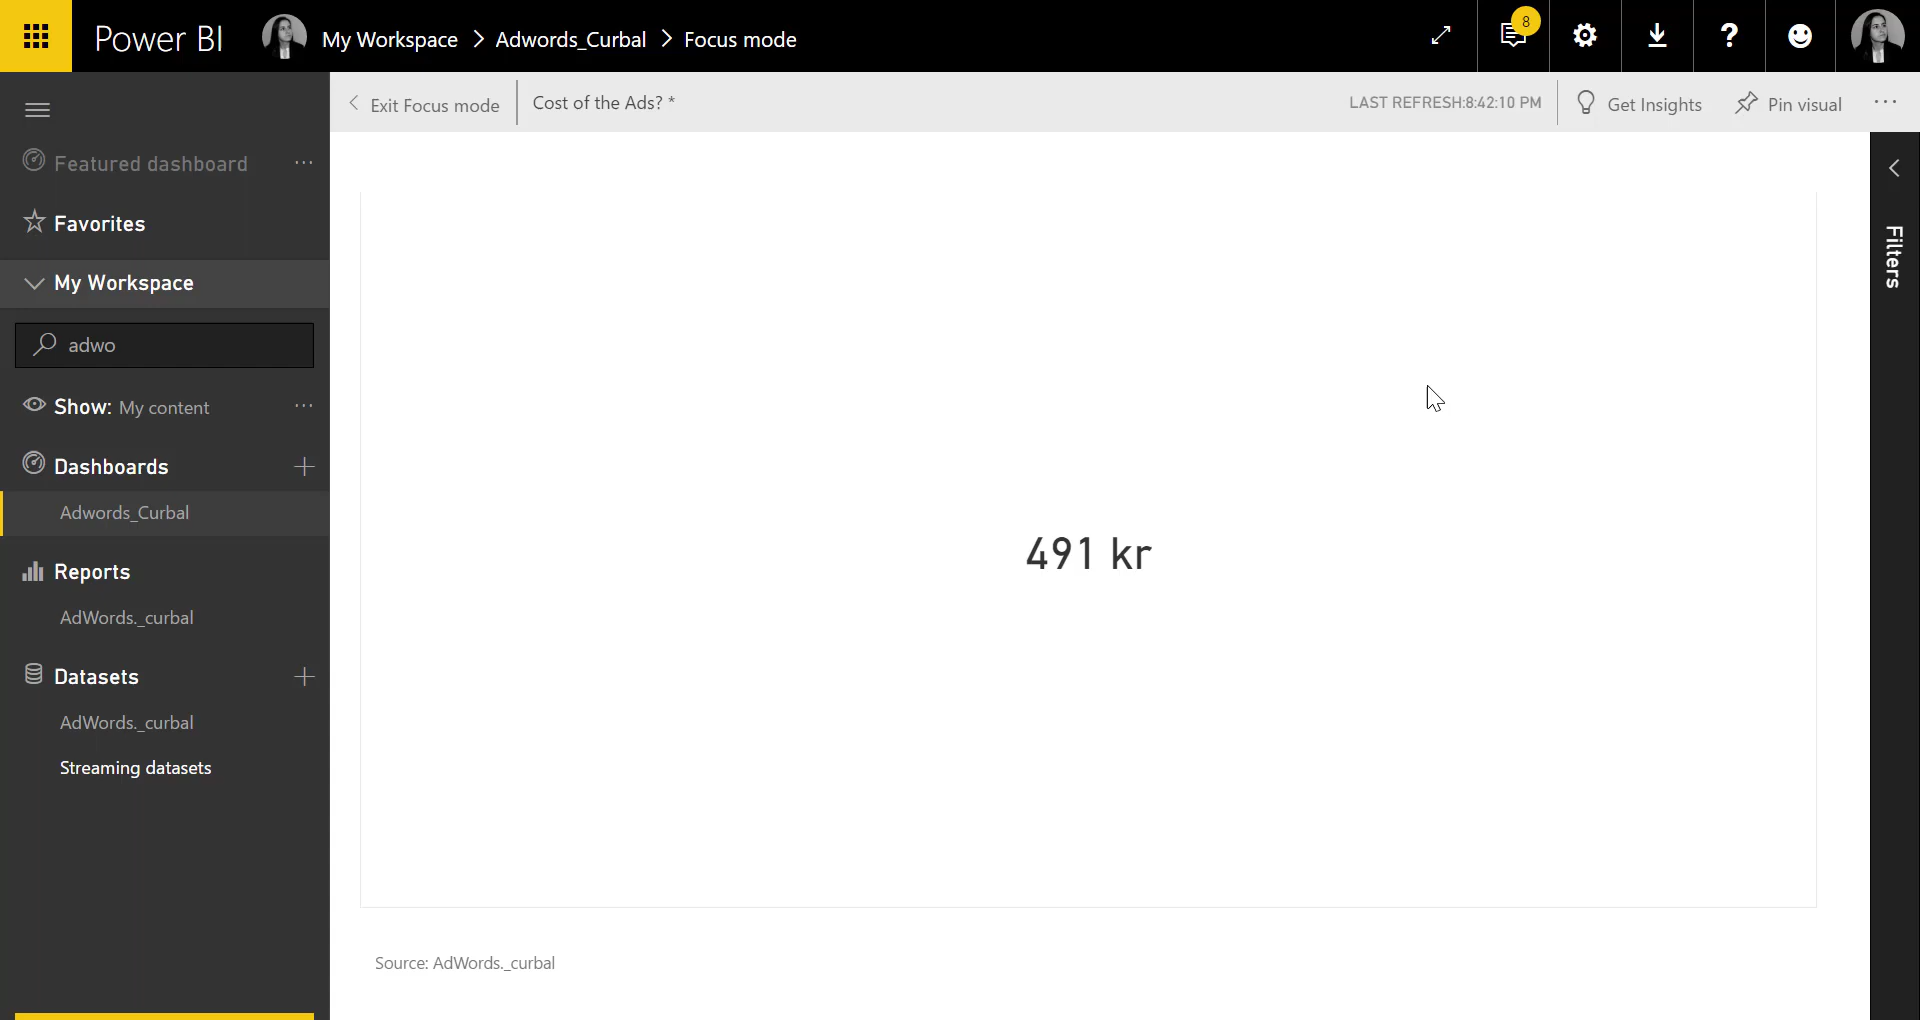 Power BI My Workspace > Adwords_Curbal > Focus mode 8 ?
Exit Focus mode Cost of the Ads? * LAST REFRESH:8:42:10 PM Get Insights Pin visual ...
Featured dashboard ...
Favorites
My Workspace
adwo
Show: My content ...
Dashboards +
Adwords_Curbal
Reports
AdWords._curbal
Datasets +
AdWords._curbal
Streaming datasets
491 kr
Source: AdWords._curbal
Filters